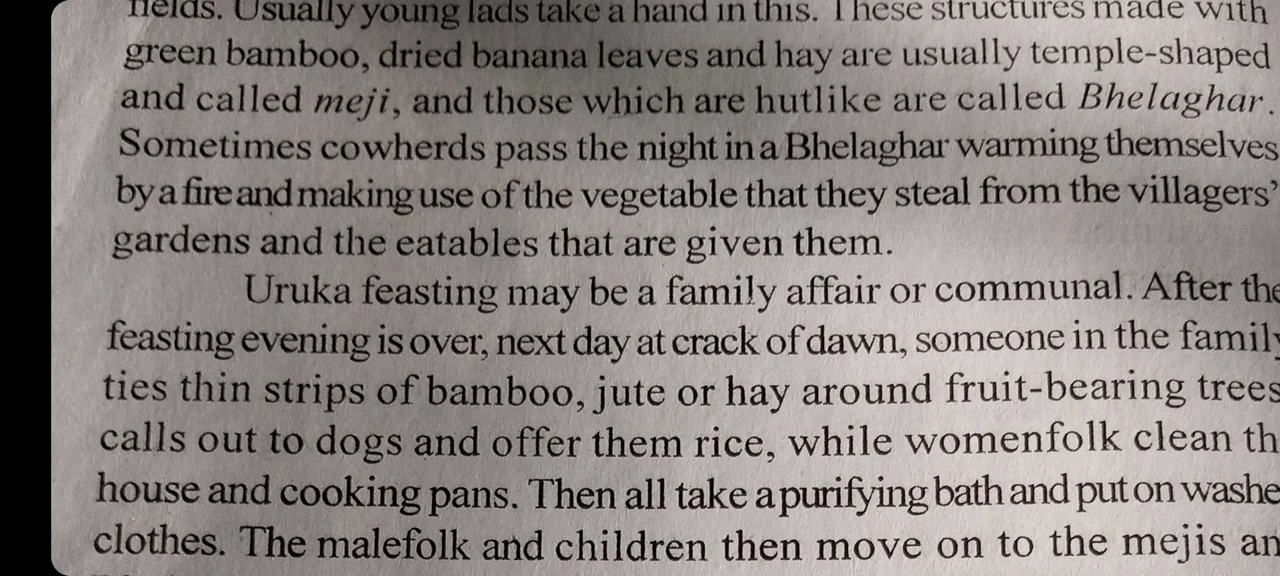 fields. Usually young lads take a hand in this. These structures made with
green bamboo, dried banana leaves and hay are usually temple-shaped
and called meji, and those which are hutlike are called Bhelaghar.
Sometimes cowherds pass the night in a Bhelaghar warming themselves
by a fire and making use of the vegetable that they steal from the villagers’
gardens and the eatables that are given them.
Uruka feasting may be a family affair or communal. After the
feasting evening is over, next day at crack of dawn, someone in the family
ties thin strips of bamboo, jute or hay around fruit-bearing trees
calls out to dogs and offer them rice, while womenfolk clean th
house and cooking pans. Then all take a purifying bath and put on washe
clothes. The malefolk and children then move on to the mejis an